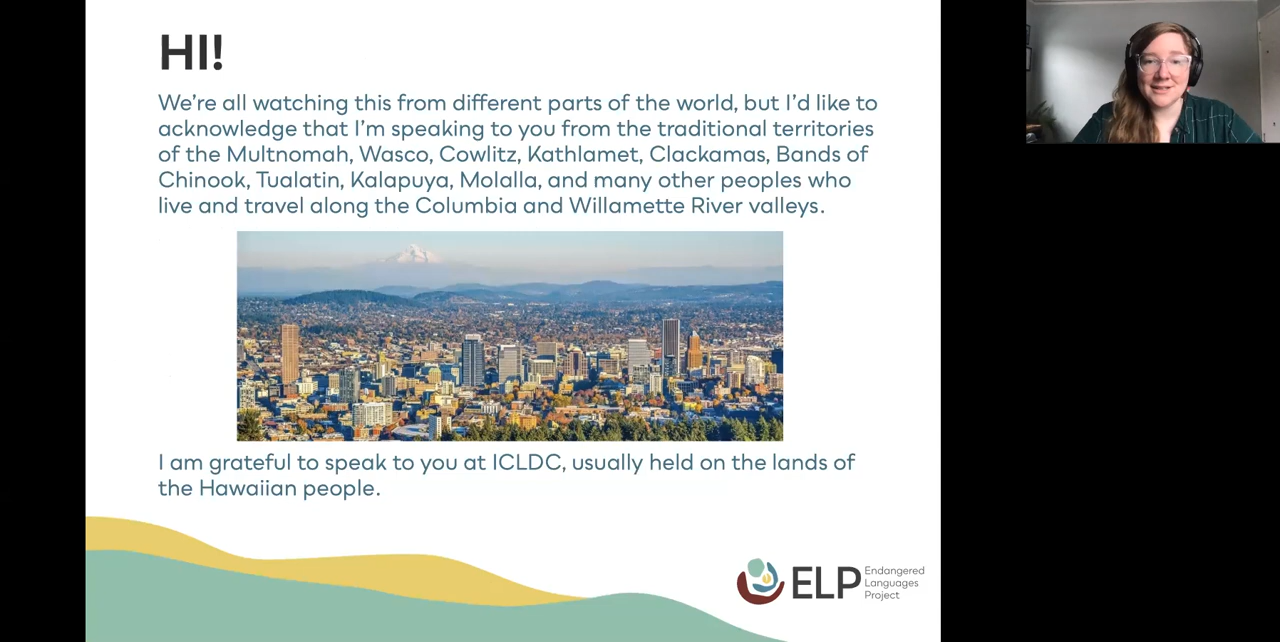 HI!
We're all watching this from different parts of the world, but I'd like to
acknowledge that I'm speaking to you from the traditional territories
of the Multnomah, Wasco, Cowlitz, Kathlamet, Clackamas, Bands of
Chinook, Tualatin, Kalapuya, Molalla, and many other peoples who
live and travel along the Columbia and Willamette River valleys.
I am grateful to speak to you at ICLDC, usually held on the lands of
the Hawaiian people.
ELP
Endangered
Languages
Project